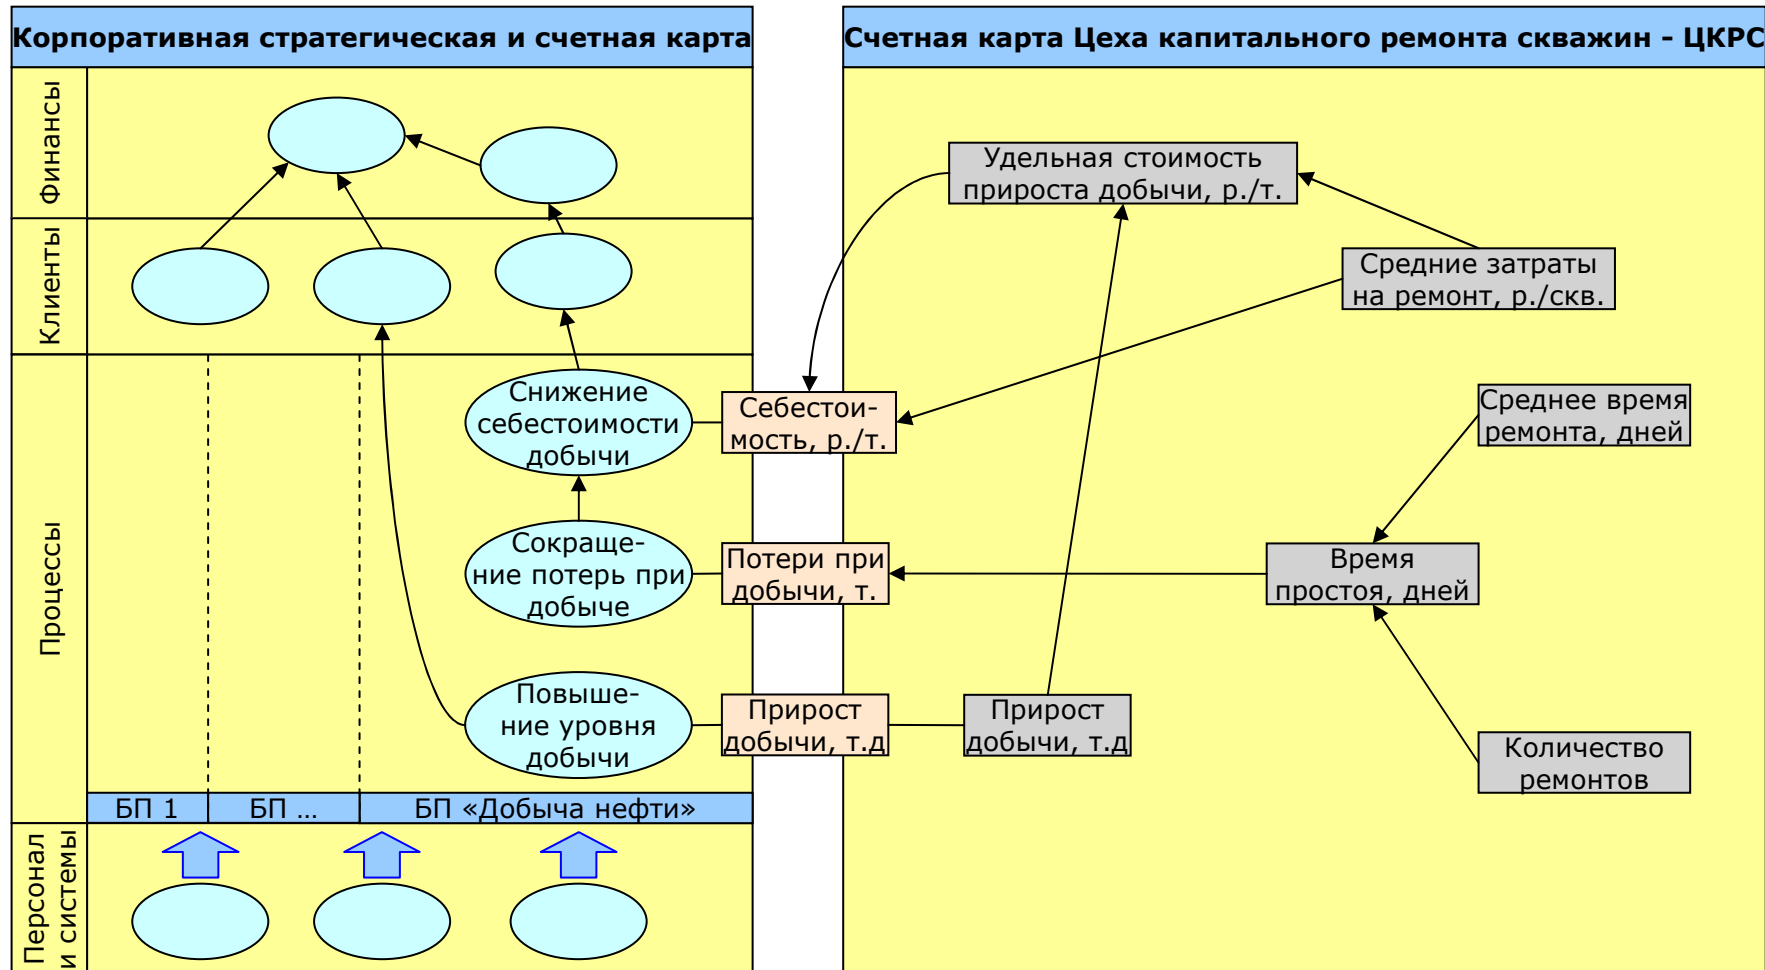 Корпоративная стратегическая и счетная карта
Финансы
Клиенты
Процессы
Персонал
и системы
Снижение
себестоимости
добычи
Сокраще-
ние потерь при
добыче
Повыше-
ние уровня
добычи
БП 1
БП ...
БП «Добыча нефти»
Себестои-
мость, р./т.
Потери при
добычи, т.
Прирост
добычи, т.д
Счетная карта Цеха капитального ремонта скважин - ЦКРС
Удельная стоимость
прироста добычи, р./т.
Средние затраты
на ремонт, р./скв.
Среднее время
ремонта, дней
Время
простоя, дней
Прирост
добычи, т.д
Количество
ремонтов